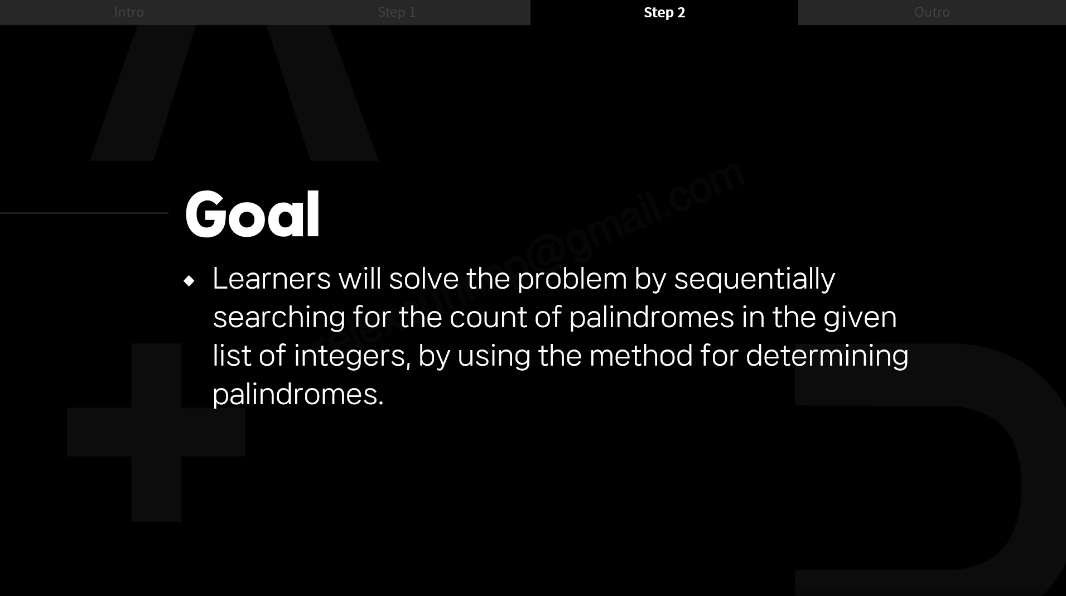 Intro
Step 1
Step 2
Outro
Goal
Learners will solve the problem by sequentially
searching for the count of palindromes in the given
list of integers, by using the method for determining
palindromes.
@gmail.com